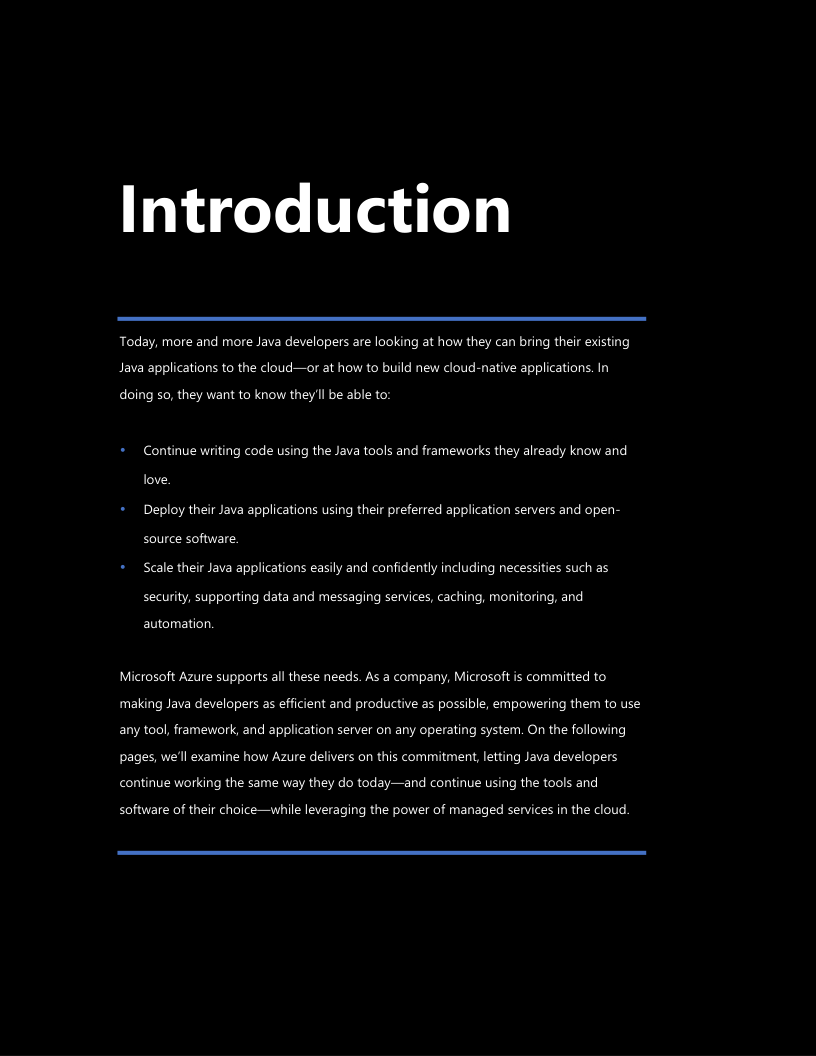 Introduction
Today, more and more Java developers are looking at how they can bring their existing
Java applications to the cloud—or at how to build new cloud-native applications. In
doing so, they want to know they’ll be able to:
• Continue writing code using the Java tools and frameworks they already know and
love.
• Deploy their Java applications using their preferred application servers and open-
source software.
• Scale their Java applications easily and confidently including necessities such as
security, supporting data and messaging services, caching, monitoring, and
automation.
Microsoft Azure supports all these needs. As a company, Microsoft is committed to
making Java developers as efficient and productive as possible, empowering them to use
any tool, framework, and application server on any operating system. On the following
pages, we’ll examine how Azure delivers on this commitment, letting Java developers
continue working the same way they do today—and continue using the tools and
software of their choice—while leveraging the power of managed services in the cloud.